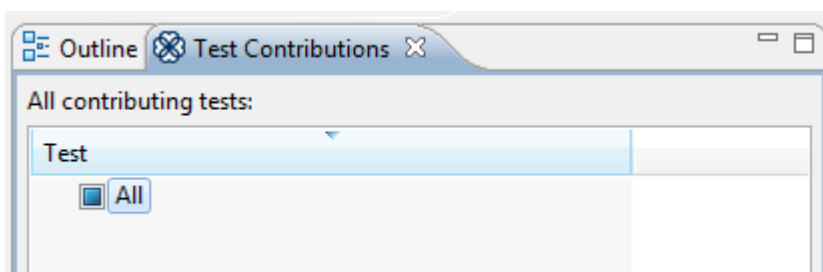 Outline Test Contributions
All contributing tests:
Test
All